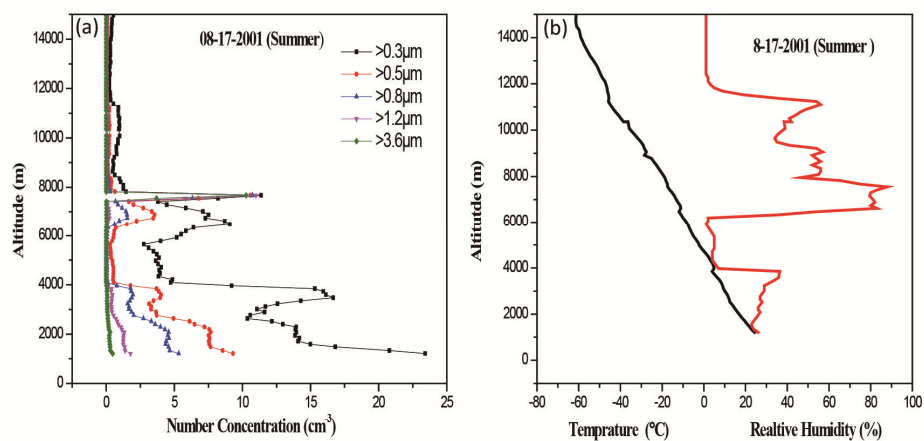 (a)
08-17-2001 (Summer)
>0.3µm
>0.5µm
>0.8µm
>1.2µm
>3.6µm
14000
12000
10000
8000
6000
4000
2000
0
Altitude (m)
0 5 10 15 20 25
Number Concentration (cm-3)
(b)
8-17-2001 (Summer )
14000
12000
10000
8000
6000
4000
2000
0
Altitutde (m)
-80 -60 -40 -20 0 20 40 60 80 100
Temprature (°C) Realtive Humidity (%)